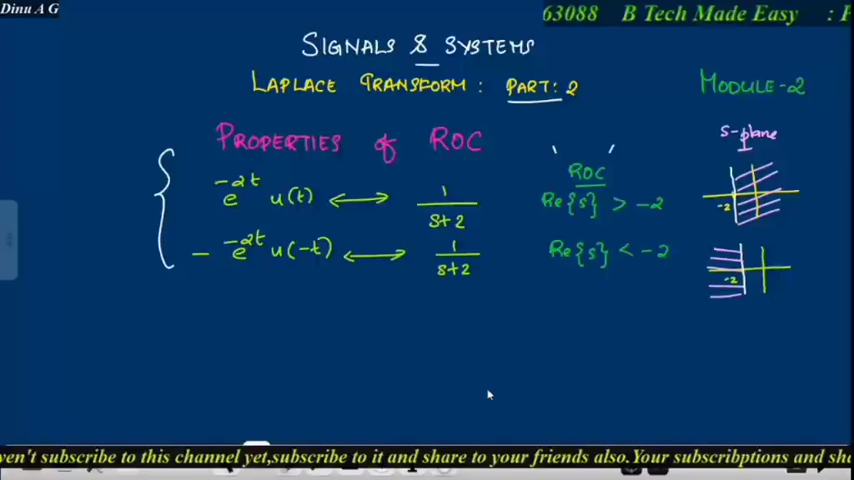 Dinu A G
63088 B Tech Made Easy : F
SIGNALS & SYSTEMS
LAPLACE TRANSFORM : PART: 2
MODULE-2
PROPERTIES of ROC
s-plane
ROC
e^{-2t} u(t) ⟷ 1/(s+2) Re{s} > -2
-2
- e^{-2t} u(-t) ⟷ 1/(s+2) Re{s} < -2
-2
ven't subscribe to this channel yet,subscribe to it and share to your friends also.Your subscribptions and sha